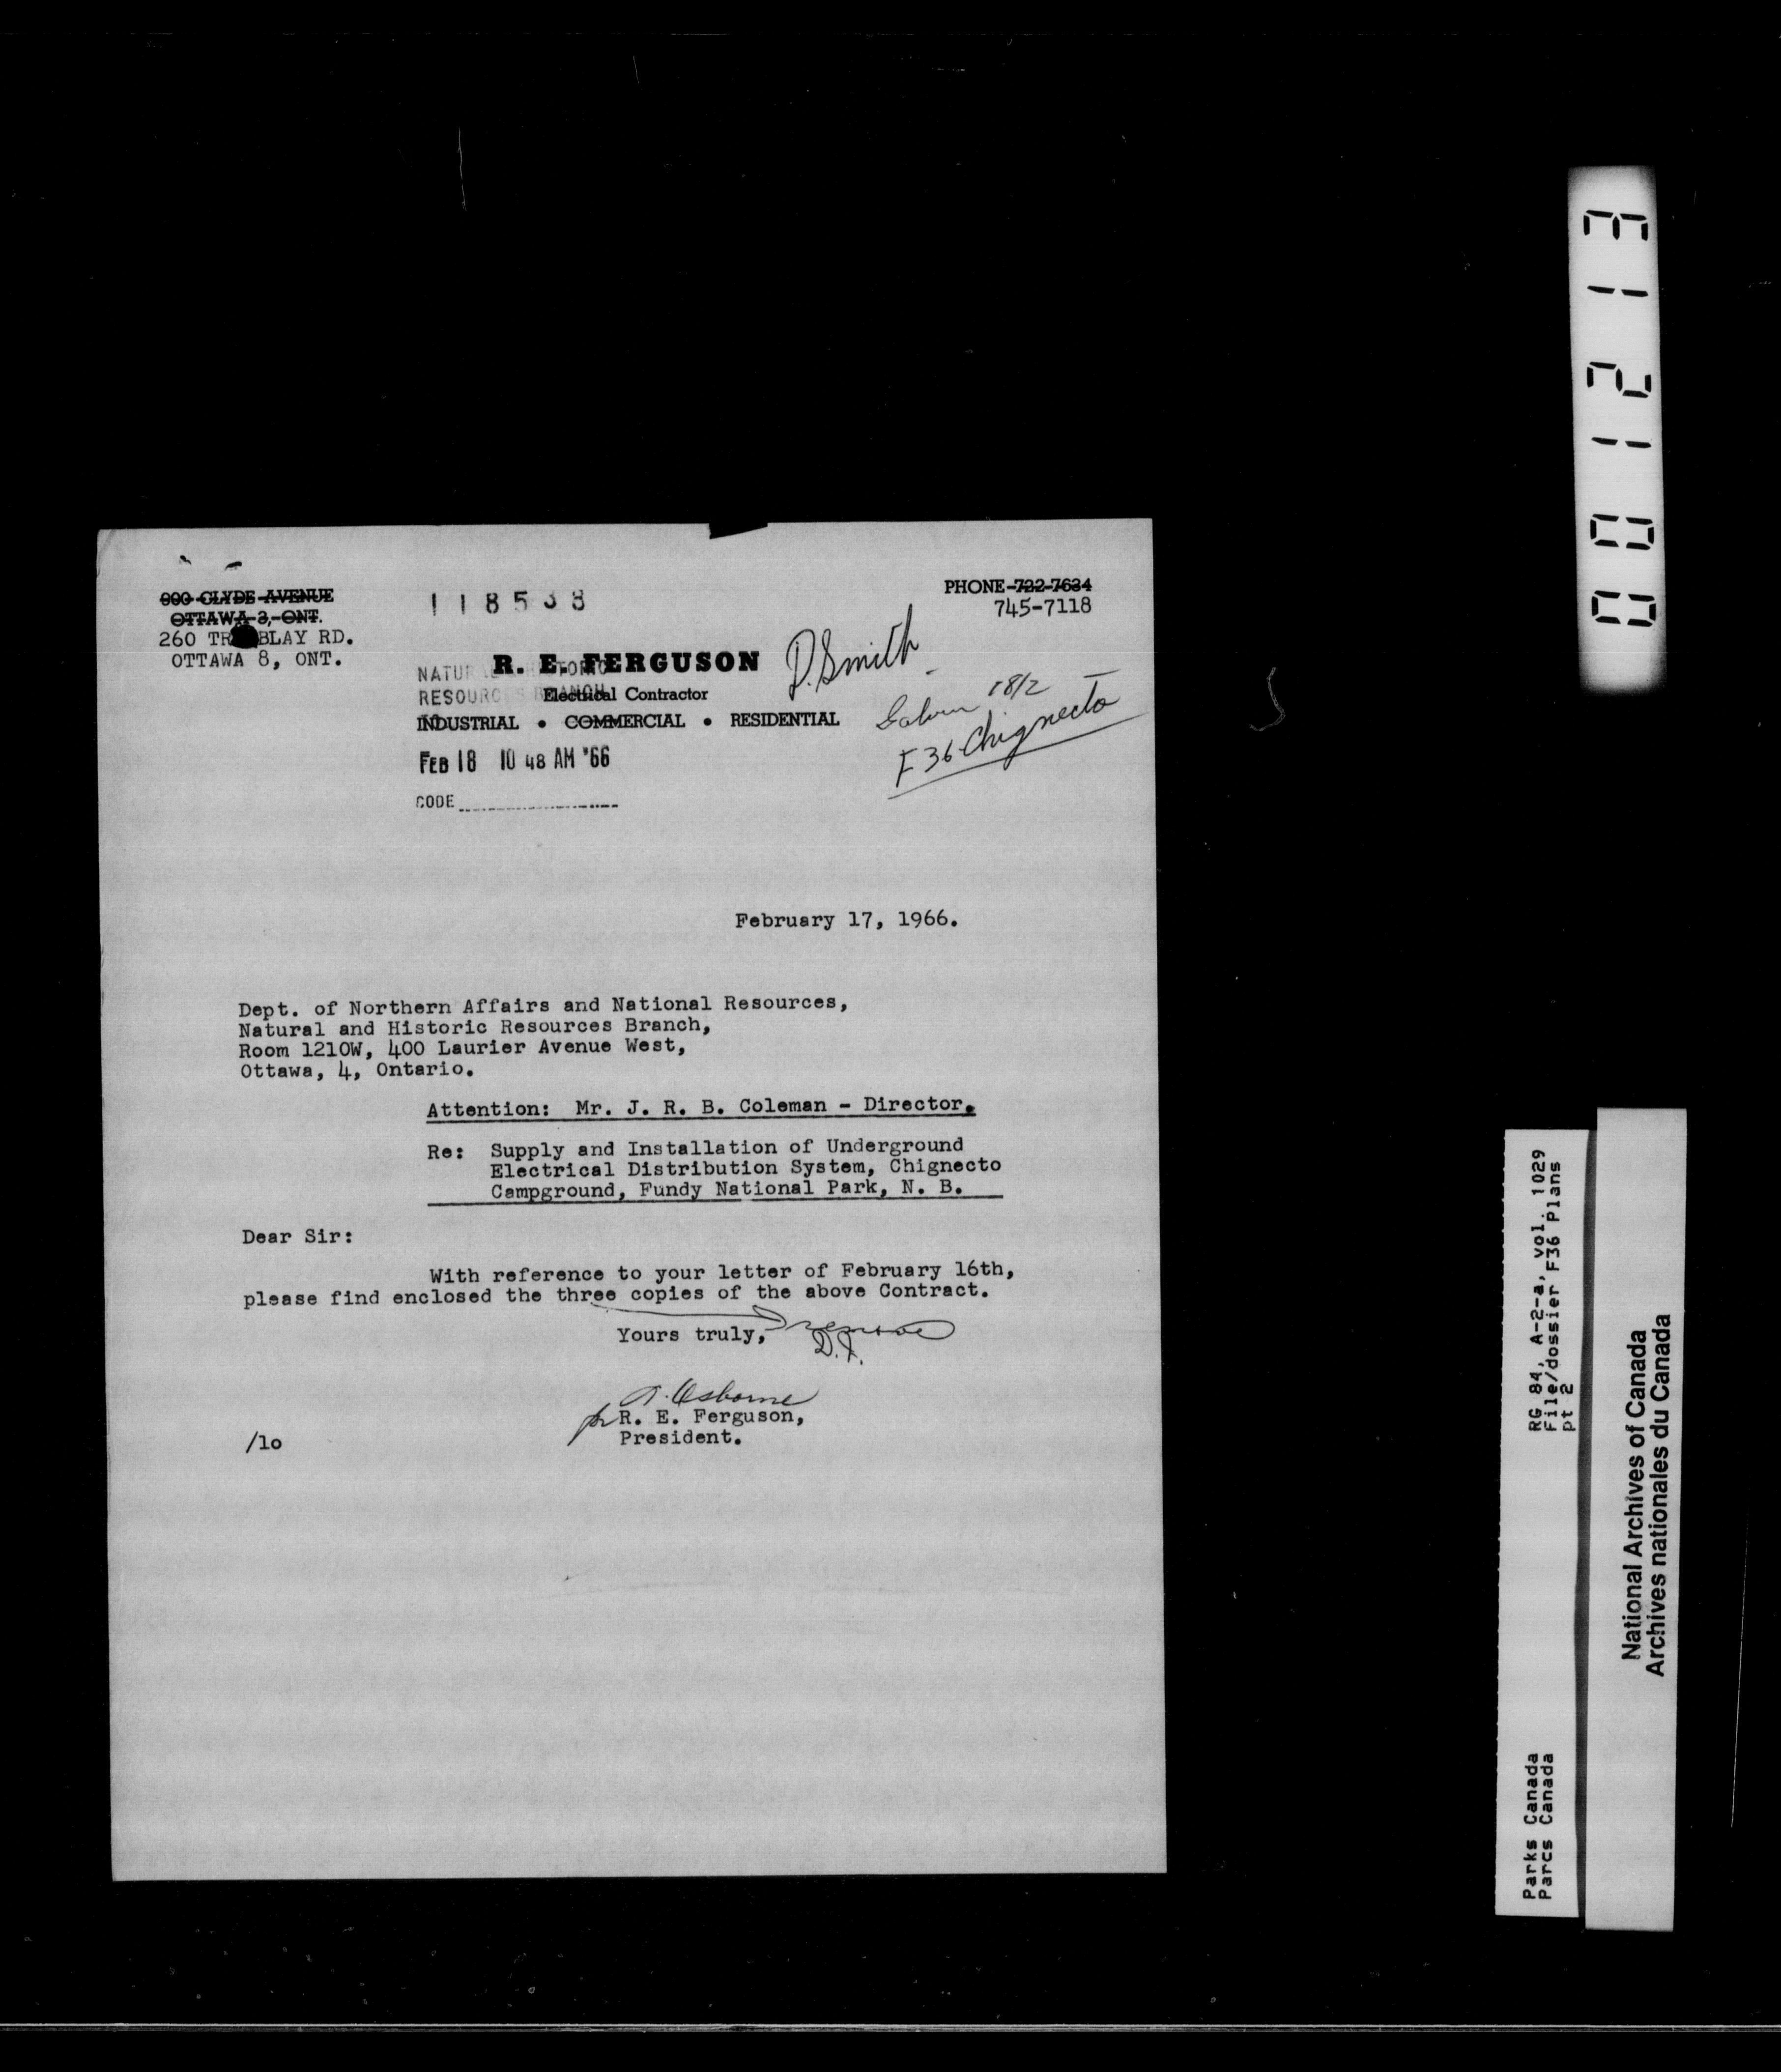 900 CLYDE AVENUE
OTTAWA 3, ONT.
260 TR BLAY RD.
OTTAWA 8, ONT.
118538
PHONE 722-7634
745-7118
R. E. FERGUSON
NATUR HISTORIC
RESOURCES BRANCH
Electrical Contractor
INDUSTRIAL • COMMERCIAL • RESIDENTIAL
FEB 18 10 48 AM '66
CODE
D. Smith
18/2
F36 Chignecto
February 17, 1966.
Dept. of Northern Affairs and National Resources,
Natural and Historic Resources Branch,
Room 1210W, 400 Laurier Avenue West,
Ottawa, 4, Ontario.
Attention: Mr. J. R. B. Coleman - Director.
Re: Supply and Installation of Underground
Electrical Distribution System, Chignecto
Campground, Fundy National Park, N. B.
Dear Sir:
With reference to your letter of February 16th,
please find enclosed the three copies of the above Contract.
Yours truly,
A. Osborne
for R. E. Ferguson,
President.
/lo
001213
RG 84, A-2-a, vol. 1029
File/dossier F36 Plans
pt 2
Parks Canada
Parcs Canada
National Archives of Canada
Archives nationales du Canada